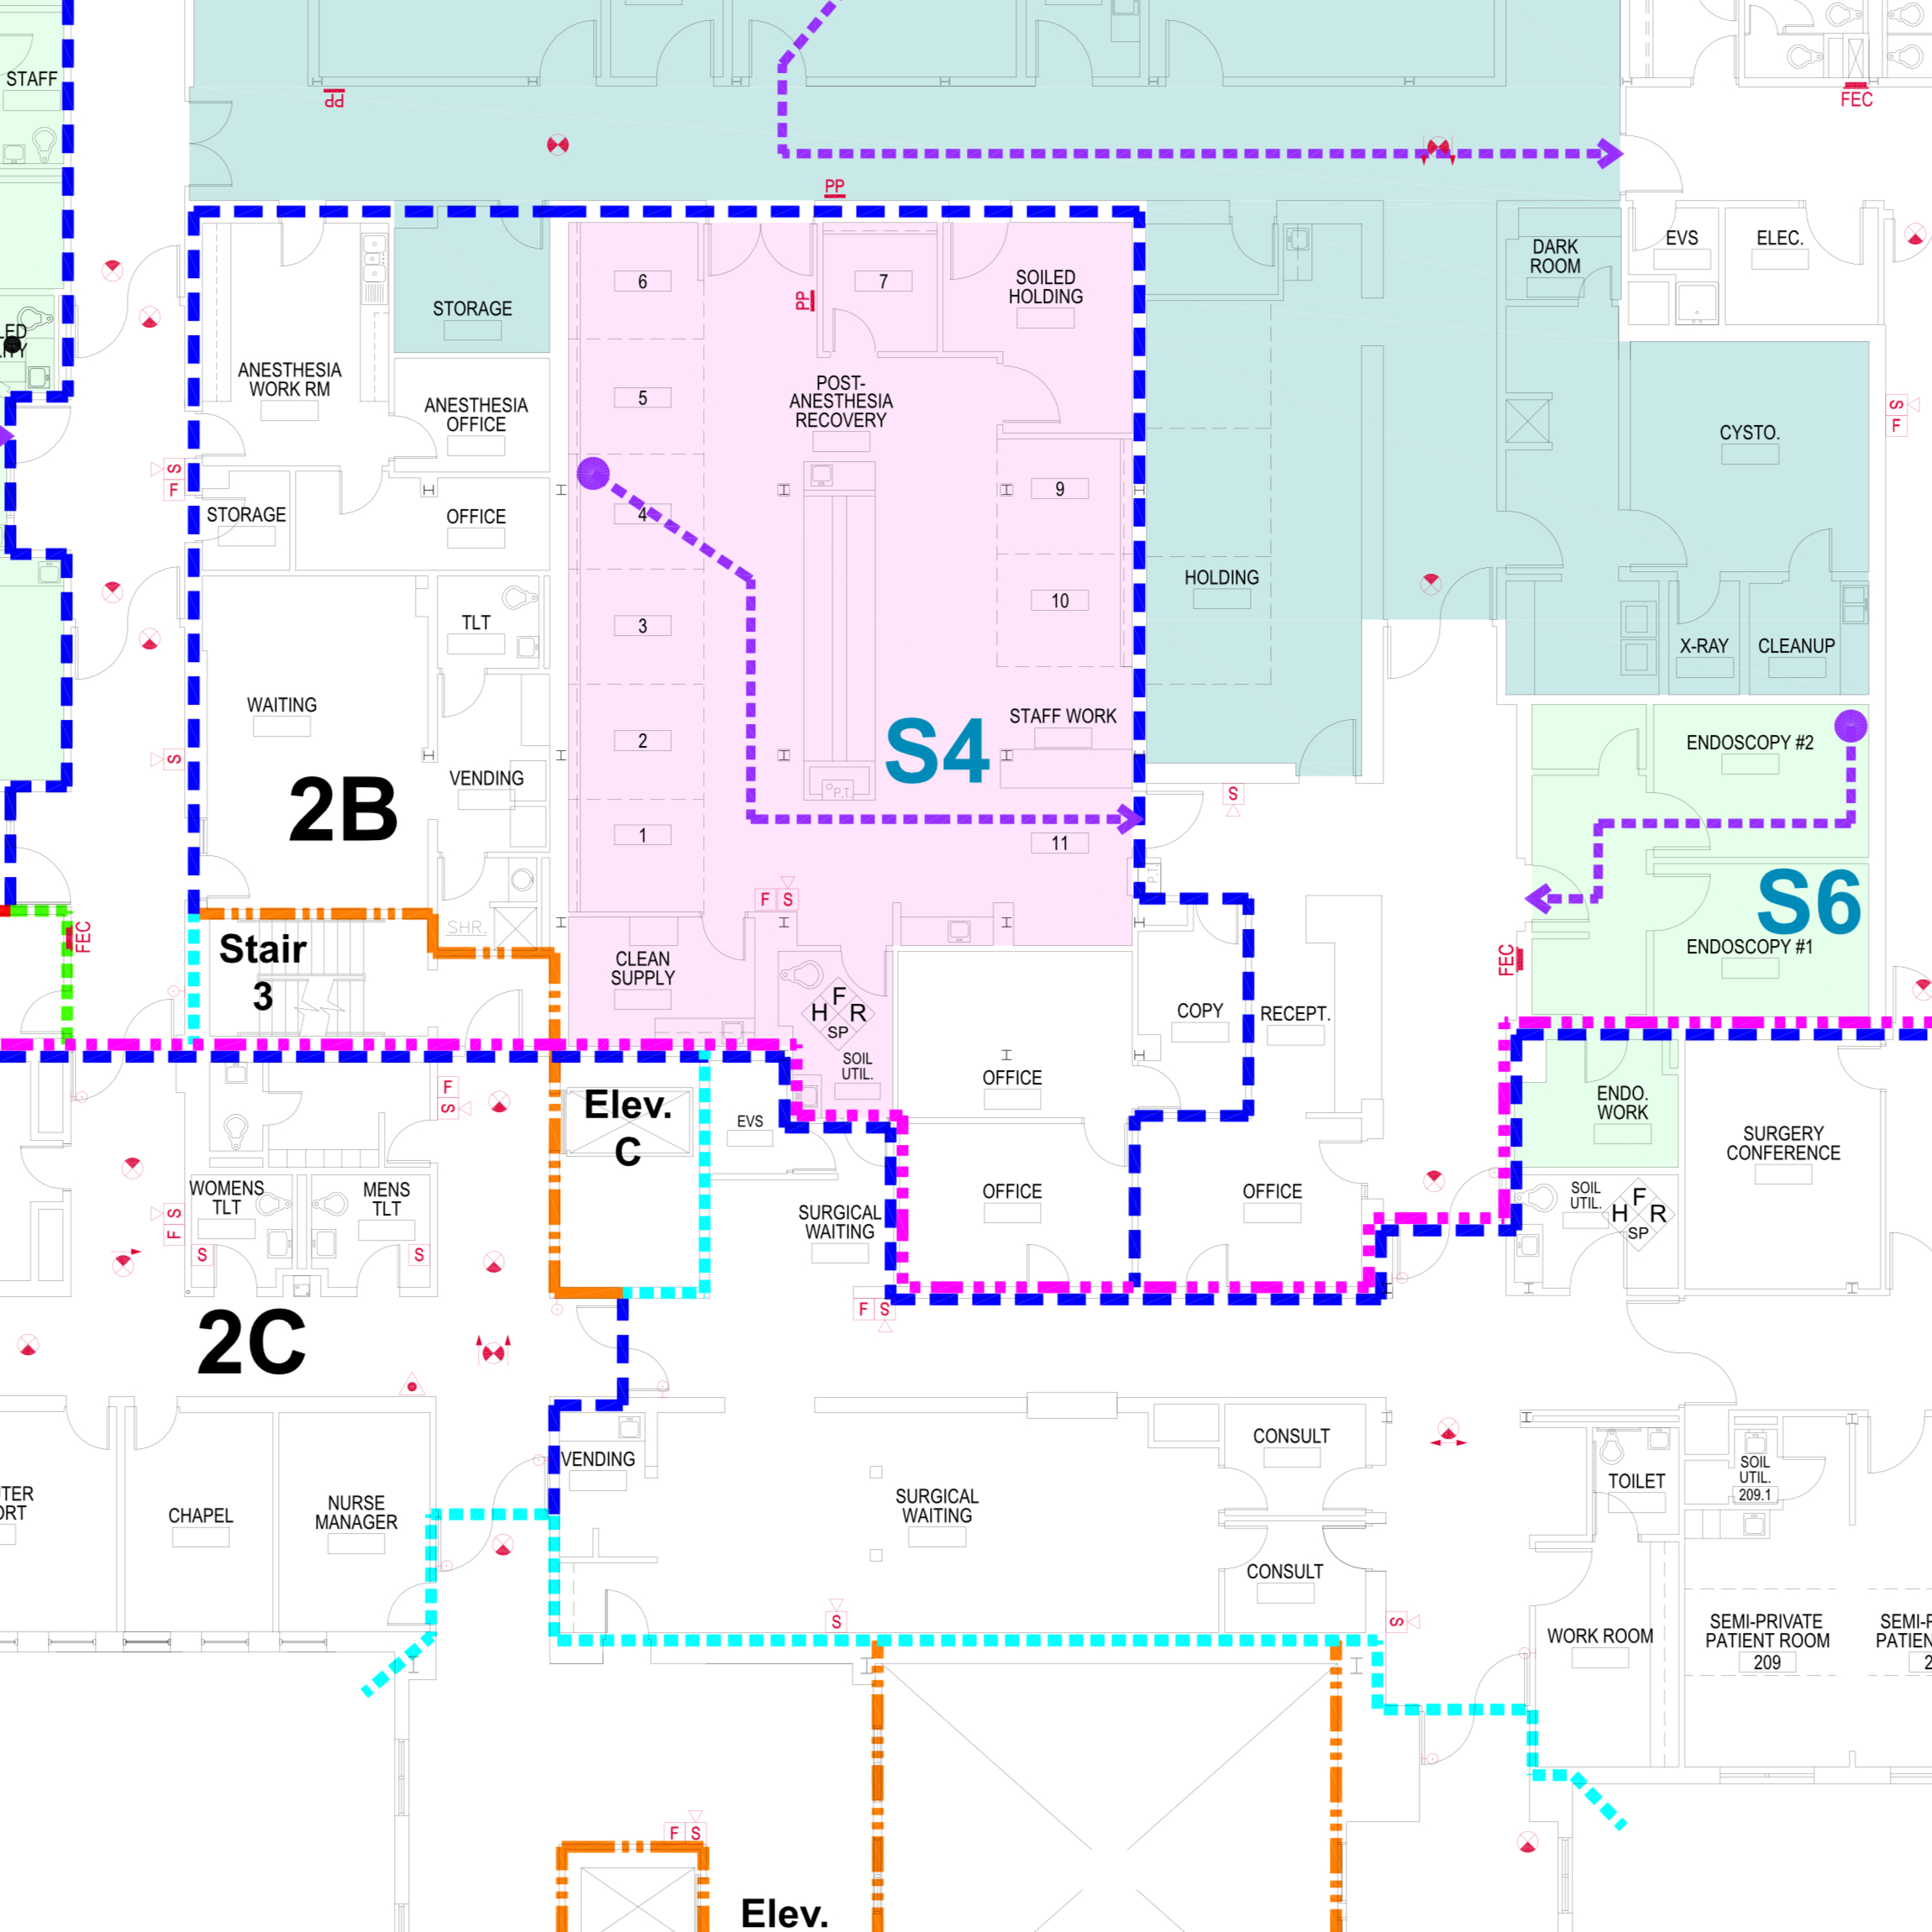 STAFF
PP
FEC
PP
EVS
ELEC.
DARK
ROOM
6
7
SOILED
HOLDING
PP
STORAGE
ANESTHESIA
WORK RM
ANESTHESIA
OFFICE
5
POST-
ANESTHESIA
RECOVERY
CYSTO.
S
F
S
F
STORAGE
OFFICE
4
9
HOLDING
10
TLT
3
X-RAY
CLEANUP
WAITING
2
S4
STAFF WORK
ENDOSCOPY #2
S
2B
VENDING
P.T.
S
1
11
P.T.
F S
S6
SHR.
FEC
Stair
3
CLEAN
SUPPLY
FEC
ENDOSCOPY #1
F
H R
SP
COPY
RECEPT.
SOIL
UTIL.
OFFICE
F
S
Elev.
C
EVS
ENDO.
WORK
SURGERY
CONFERENCE
WOMENS
TLT
MENS
TLT
SURGICAL
WAITING
OFFICE
OFFICE
SOIL
UTIL.
F
H R
SP
S
F
S
S
F S
2C
VENDING
CONSULT
CHAPEL
NURSE
MANAGER
SURGICAL
WAITING
TOILET
SOIL
UTIL.
209.1
CONSULT
S
S
WORK ROOM
SEMI-PRIVATE
PATIENT ROOM
209
F S
Elev.